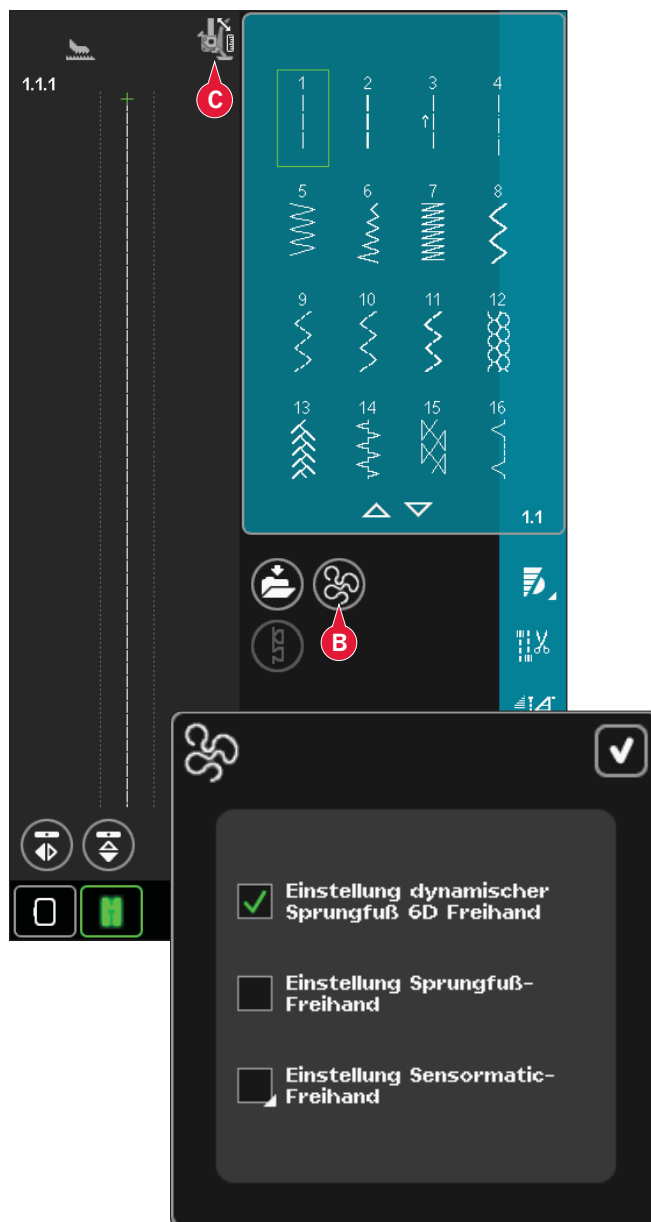 C
1.1.1
1 2 3 4
5 6 7 8
9 10 11 12
13 14 15 16
1.1
B
Einstellung dynamischer
Sprungfuß 6D Freihand
Einstellung Sprungfuß-
Freihand
Einstellung Sensormatic-
Freihand